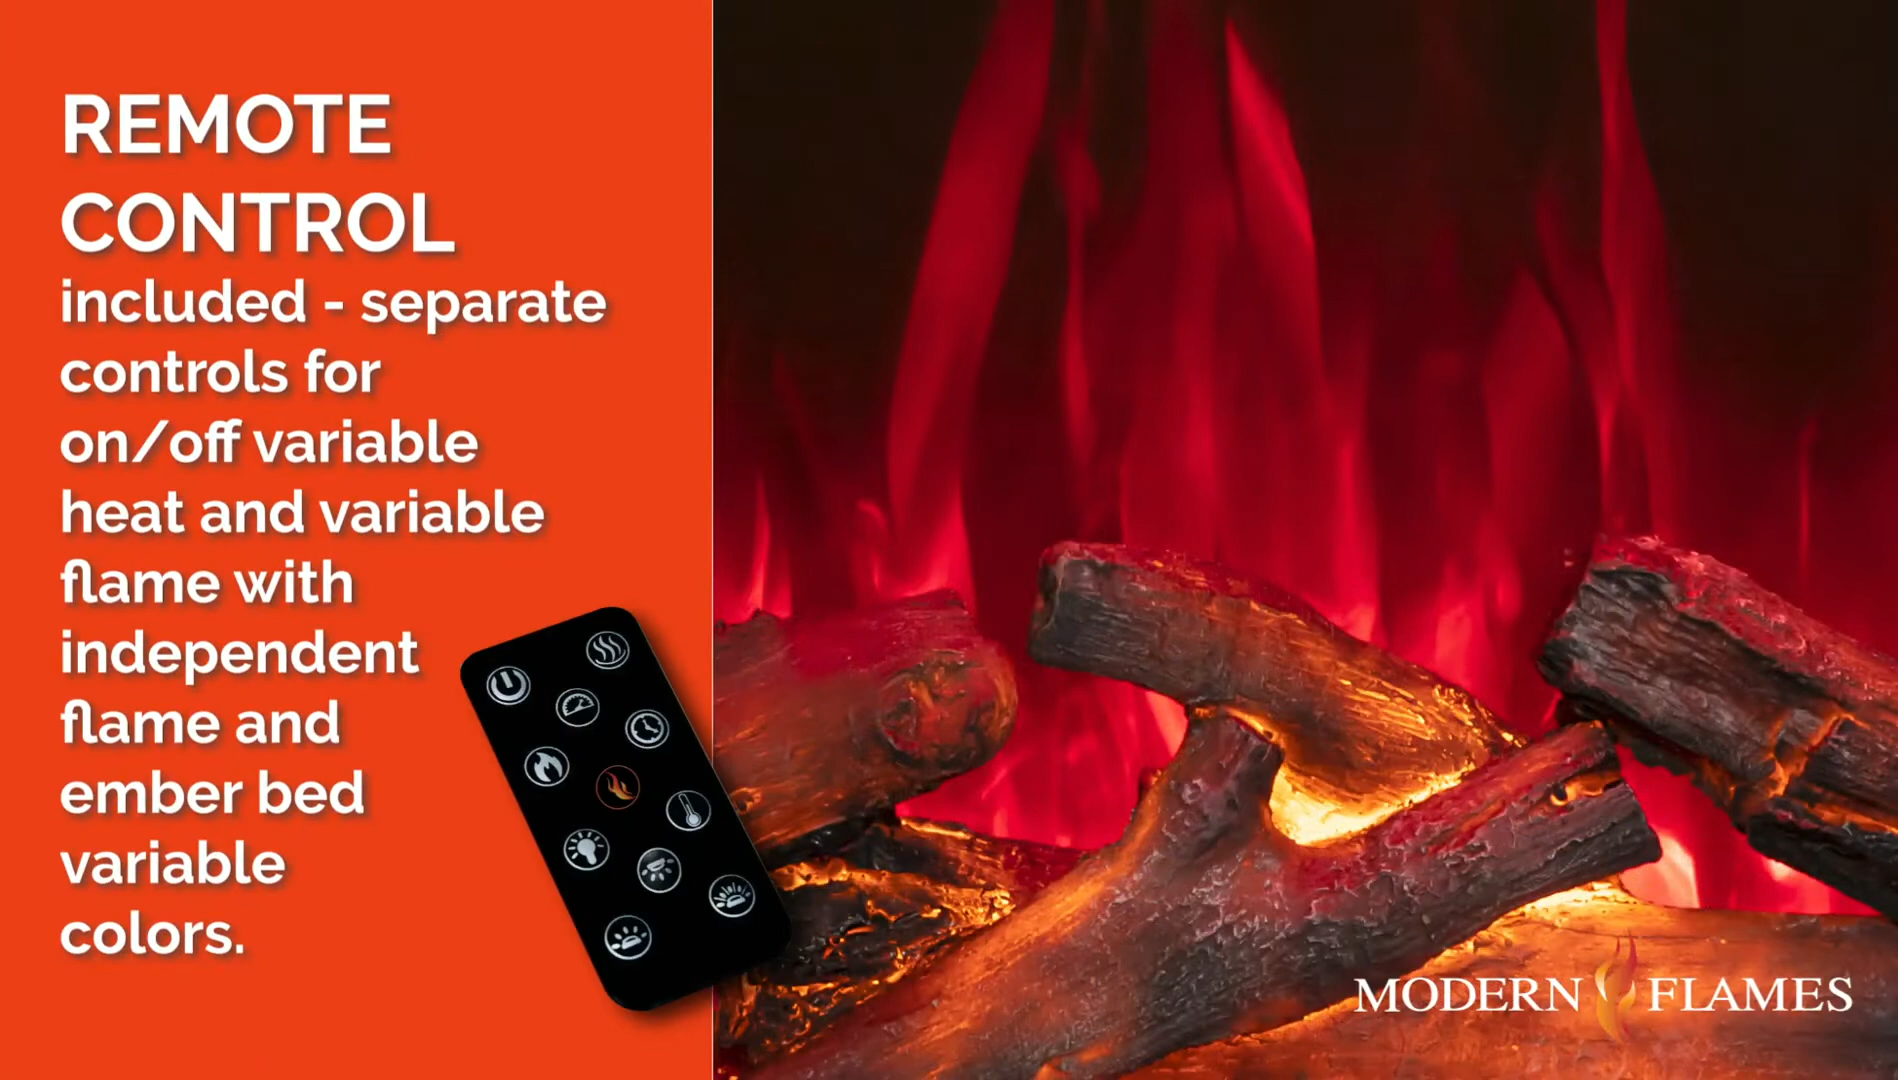 REMOTE
CONTROL
included - separate
controls for
on/off variable
heat and variable
flame with
independent
flame and
ember bed
variable
colors.
MODERN FLAMES